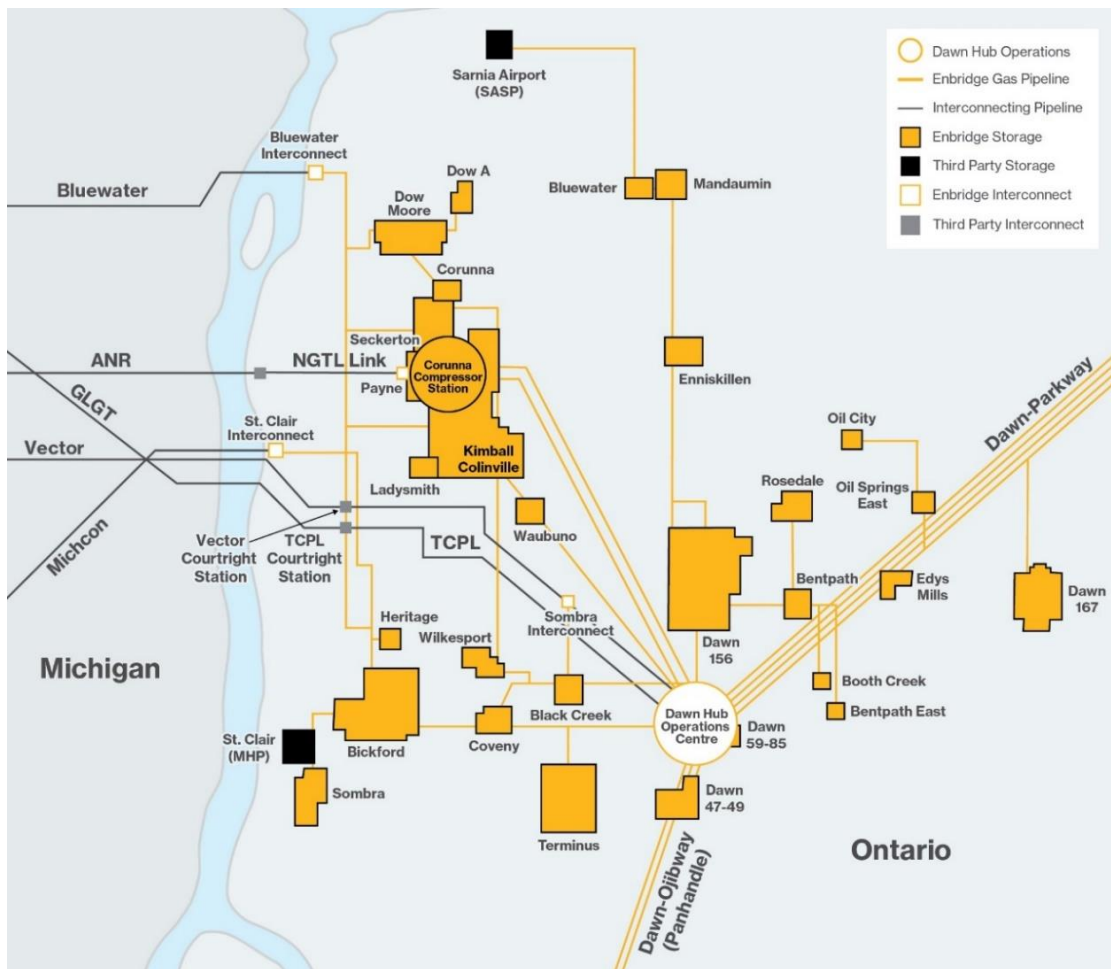 Dawn Hub Operations
Enbridge Gas Pipeline
Interconnecting Pipeline
Enbridge Storage
Third Party Storage
Enbridge Interconnect
Third Party Interconnect
Sarnia Airport
(SASP)
Bluewater
Interconnect
Bluewater
Dow A
Dow
Moore
Bluewater
Mandaumin
Corunna
Seckerton
ANR
NGTL Link
Payne
Corunna
Compressor
Station
Enniskillen
GLGT
St. Clair
Interconnect
Vector
Kimball
Colinville
Ladysmith
Oil City
Dawn-Parkway
Rosedale
Oil Springs
East
Michcon
Vector
Courtright
Station
TCPL
Courtright
Station
TCPL
Waubuno
Bentpath
Edys
Mills
Dawn
167
Heritage
Wilkesport
Sombra
Interconnect
Dawn
156
Michigan
Booth Creek
Bentpath East
Black Creek
Dawn Hub
Operations
Centre
Dawn
59-85
St. Clair
(MHP)
Bickford
Coveny
Sombra
Terminus
Dawn
47-49
Ontario
Dawn-Ojibway
(Panhandle)